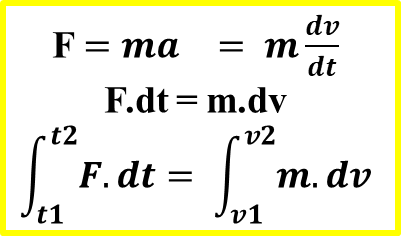 F = ma = m dv/dt
F.dt = m.dv
∫_{t1}^{t2} F. dt = ∫_{v1}^{v2} m. dv